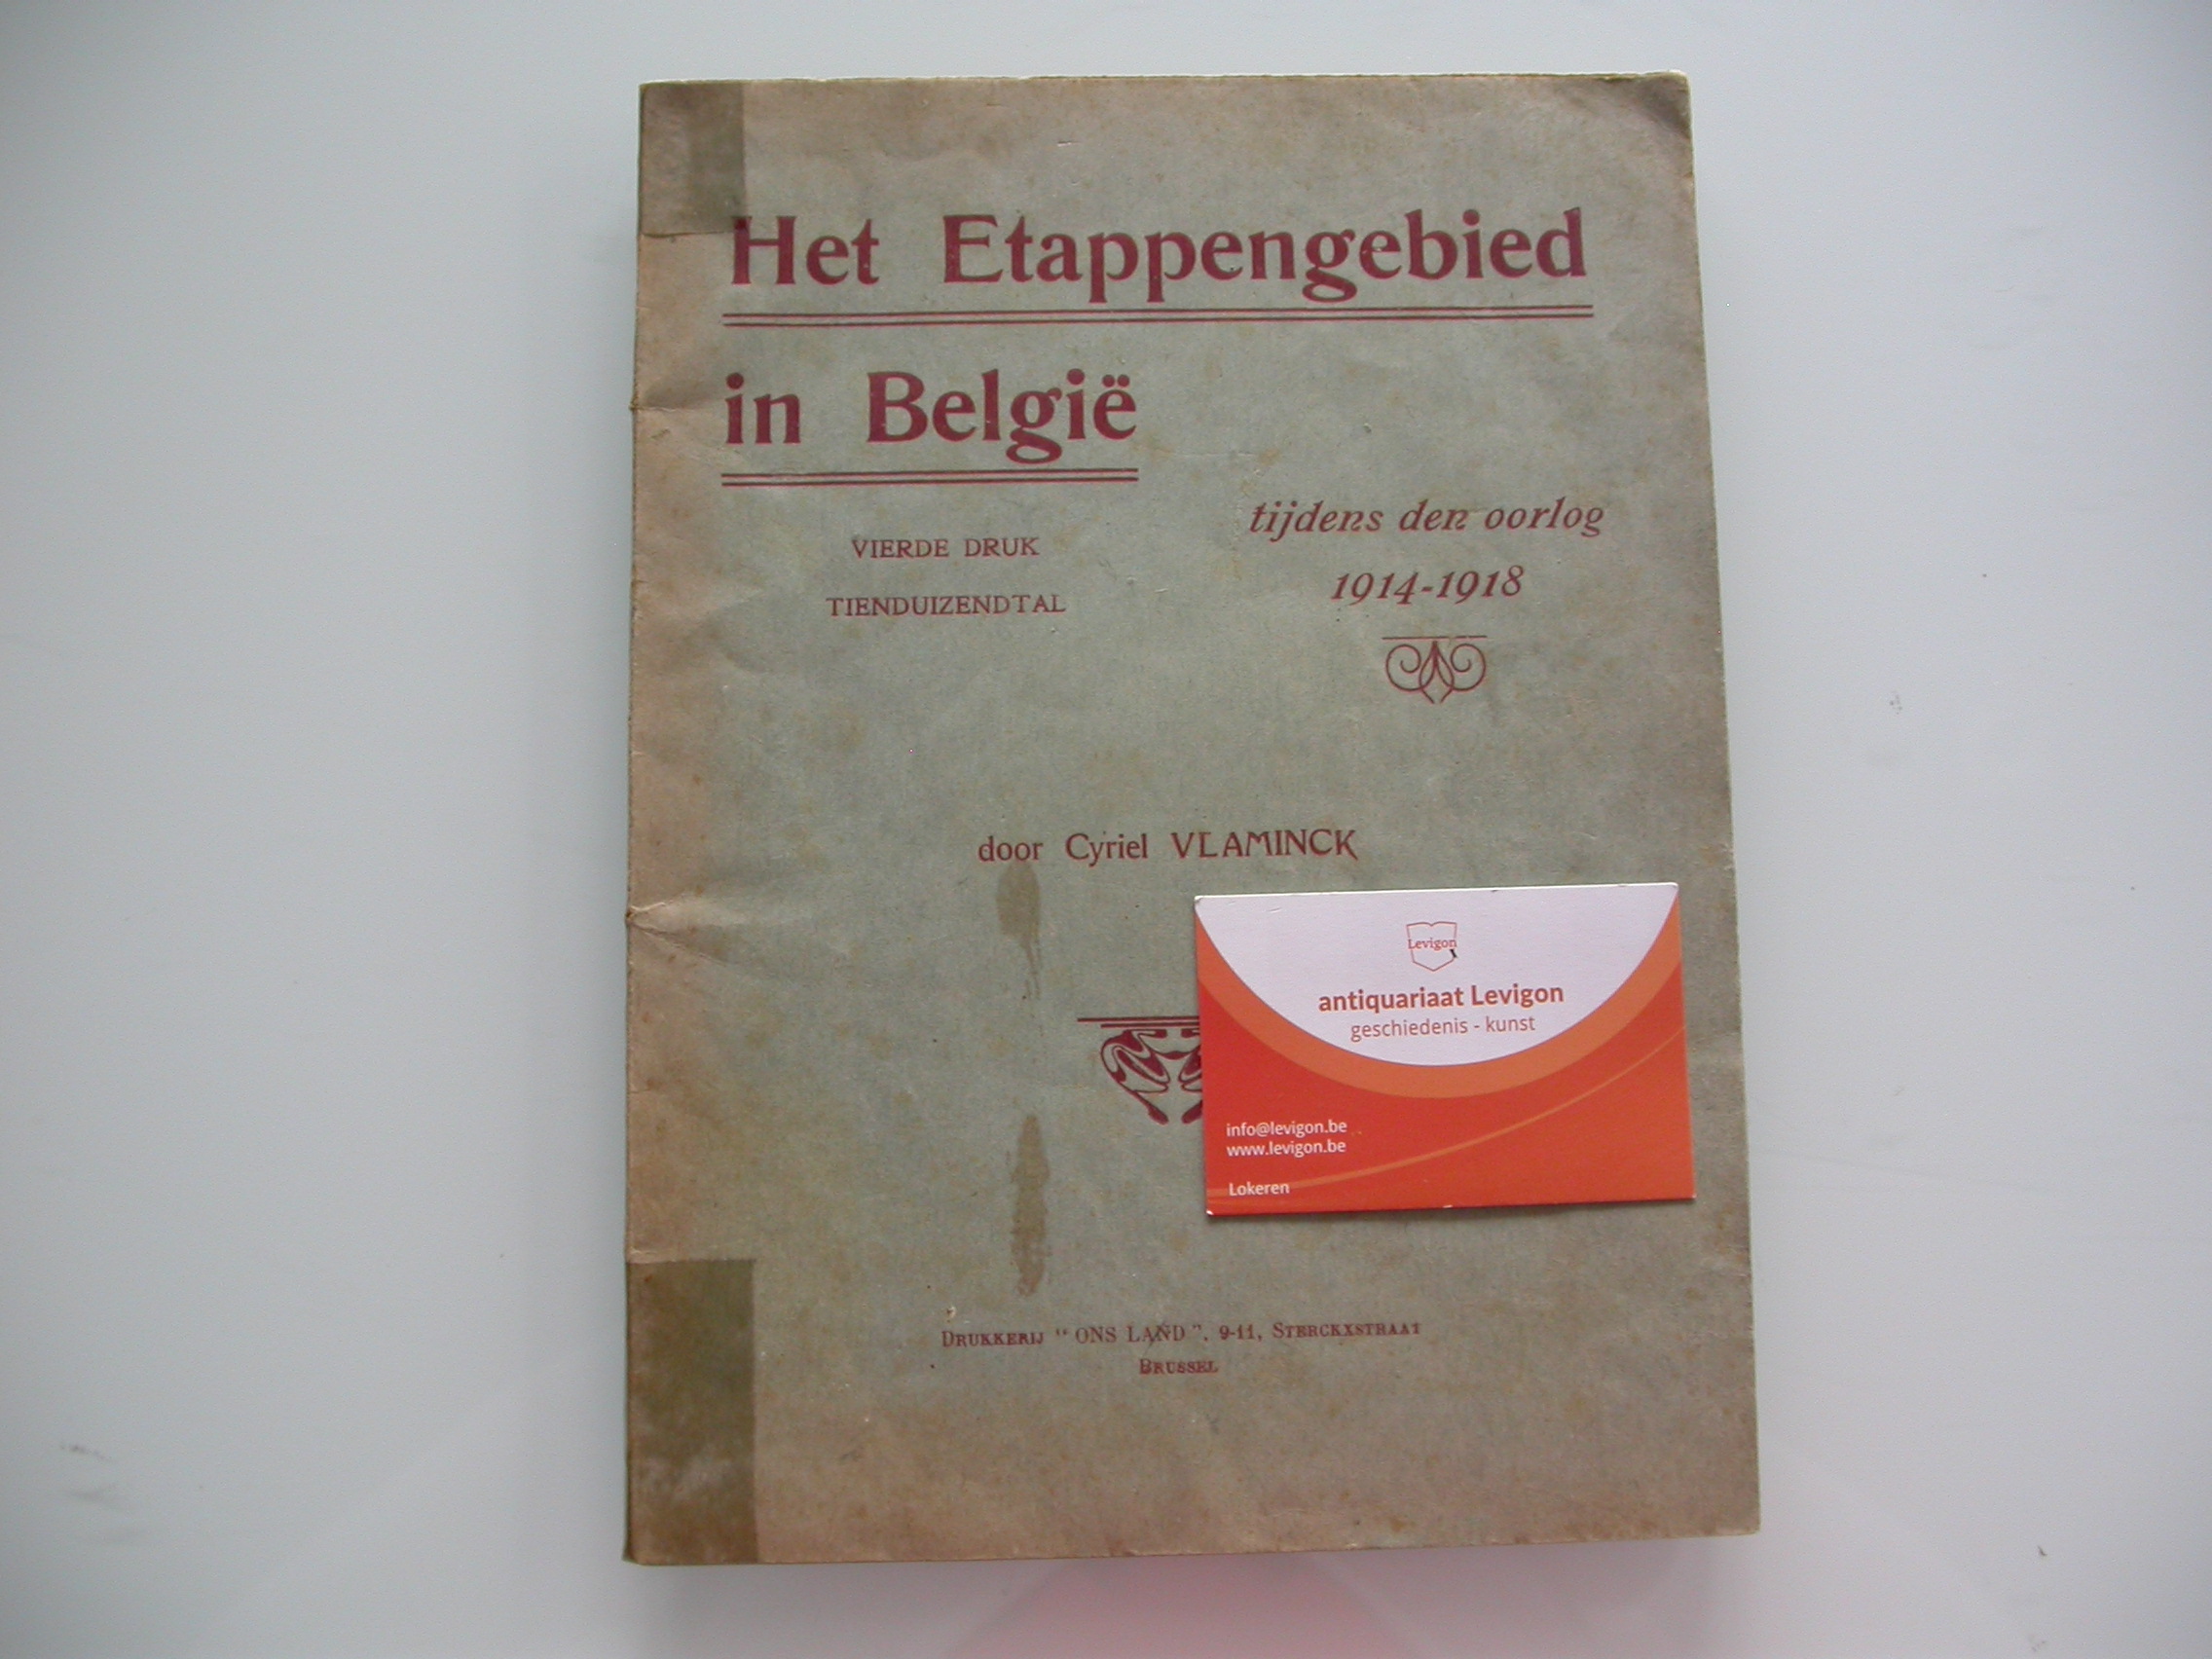 Het Etappengebied
in België
tijdens den oorlog
1914-1918
VIERDE DRUK
TIENDUIZENDTAL
door Cyriel VLAMINCK
Levigon
antiquariaat Levigon
geschiedenis - kunst
info@levigon.be
www.levigon.be
Lokeren
DRUKKERIJ "ONS LAND". 9-11, STERCKXSTRAAT
BRUSSEL